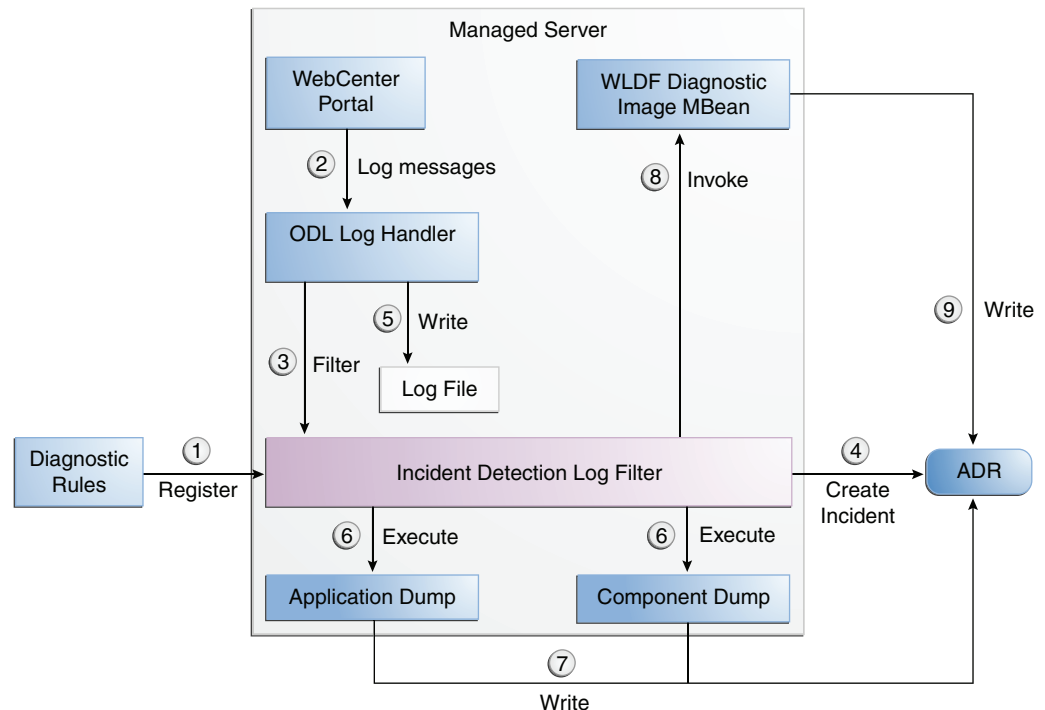 Managed Server
WebCenter
Portal
WLDF Diagnostic
Image MBean
2
Log messages
8
Invoke
ODL Log Handler
5
Write
9
Write
3
Filter
Log File
Diagnostic
Rules
1
Register
Incident Detection Log Filter
4
Create
Incident
ADR
6
Execute
6
Execute
Application Dump
Component Dump
7
Write